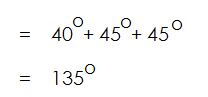 = 40° + 45° + 45°
= 135°